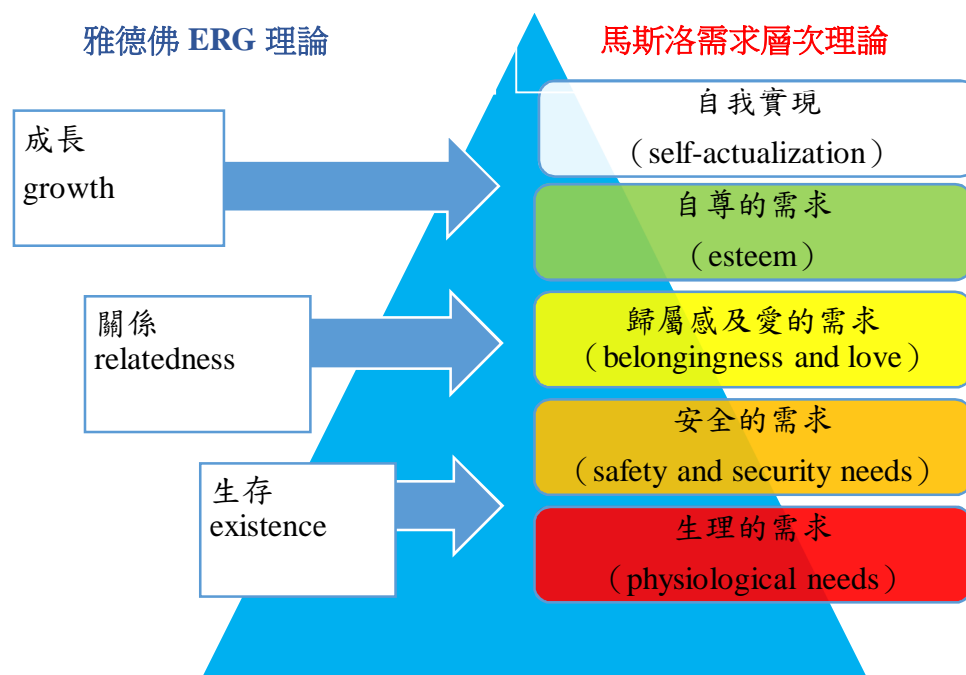 雅德佛 ERG 理論
馬斯洛需求層次理論
成長
growth
關係
relatedness
生存
existence
自我實現
（self-actualization）
自尊的需求
（esteem）
歸屬感及愛的需求
（belongingness and love）
安全的需求
（safety and security needs）
生理的需求
（physiological needs）